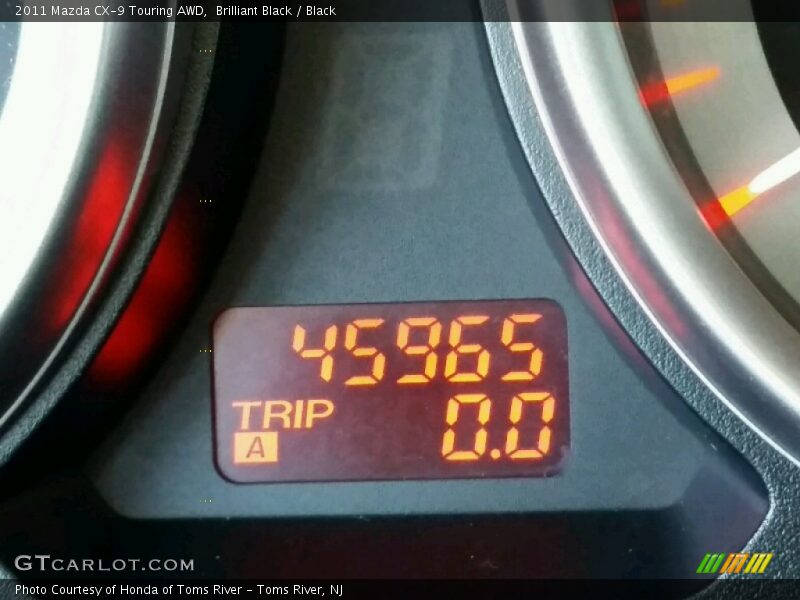 2011 Mazda CX-9 Touring AWD,  Brilliant Black / Black
45965
TRIP
A 0.0
GTCARLOT.COM
Photo Courtesy of Honda of Toms River - Toms River, NJ